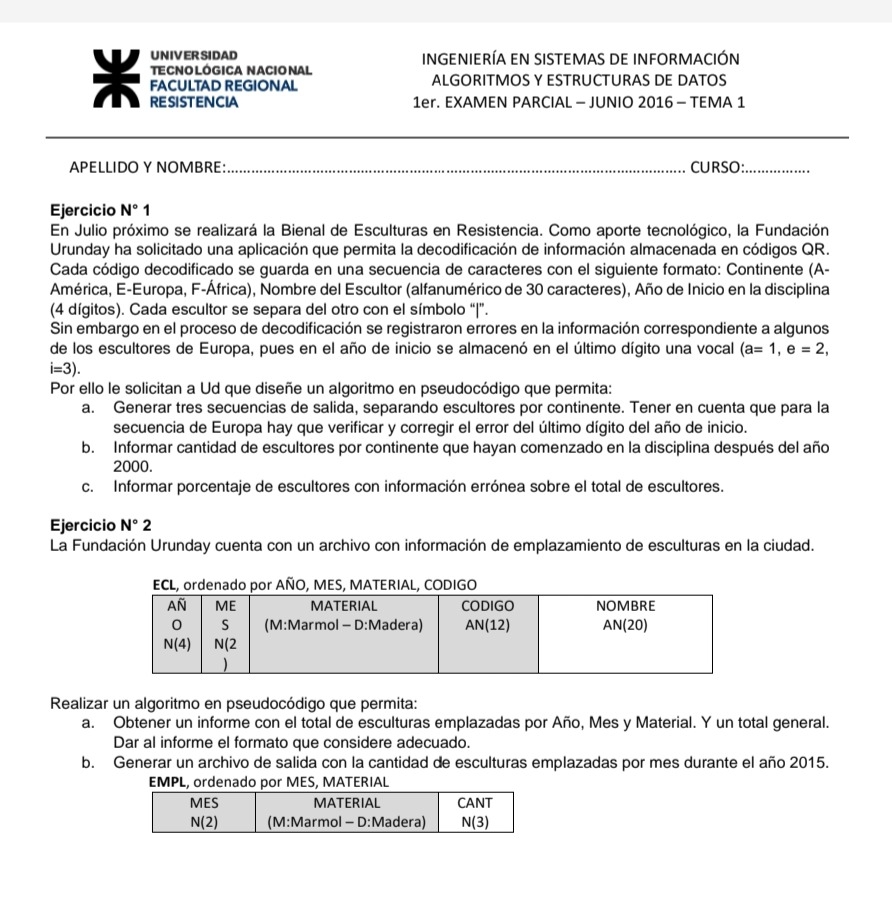 UNIVERSIDAD
TECNOLÓGICA NACIONAL
FACULTAD REGIONAL
RESISTENCIA
INGENIERÍA EN SISTEMAS DE INFORMACIÓN
ALGORITMOS Y ESTRUCTURAS DE DATOS
1er. EXAMEN PARCIAL – JUNIO 2016 – TEMA 1
APELLIDO Y NOMBRE:.................................................................................................................. CURSO:................
Ejercicio N° 1
En Julio próximo se realizará la Bienal de Esculturas en Resistencia. Como aporte tecnológico, la Fundación
Urunday ha solicitado una aplicación que permita la decodificación de información almacenada en códigos QR.
Cada código decodificado se guarda en una secuencia de caracteres con el siguiente formato: Continente (A-
América, E-Europa, F-África), Nombre del Escultor (alfanumérico de 30 caracteres), Año de Inicio en la disciplina
(4 dígitos). Cada escultor se separa del otro con el símbolo “|”.
Sin embargo en el proceso de decodificación se registraron errores en la información correspondiente a algunos
de los escultores de Europa, pues en el año de inicio se almacenó en el último dígito una vocal (a= 1, e = 2,
i=3).
Por ello le solicitan a Ud que diseñe un algoritmo en pseudocódigo que permita:
a. Generar tres secuencias de salida, separando escultores por continente. Tener en cuenta que para la
secuencia de Europa hay que verificar y corregir el error del último dígito del año de inicio.
b. Informar cantidad de escultores por continente que hayan comenzado en la disciplina después del año
2000.
c. Informar porcentaje de escultores con información errónea sobre el total de escultores.
Ejercicio N° 2
La Fundación Urunday cuenta con un archivo con información de emplazamiento de esculturas en la ciudad.
ECL, ordenado por AÑO, MES, MATERIAL, CODIGO
AÑ ME MATERIAL CODIGO NOMBRE
O S (M:Marmol – D:Madera) AN(12) AN(20)
N(4) N(2
)
Realizar un algoritmo en pseudocódigo que permita:
a. Obtener un informe con el total de esculturas emplazadas por Año, Mes y Material. Y un total general.
Dar al informe el formato que considere adecuado.
b. Generar un archivo de salida con la cantidad de esculturas emplazadas por mes durante el año 2015.
EMPL, ordenado por MES, MATERIAL
MES MATERIAL CANT
N(2) (M:Marmol – D:Madera) N(3)